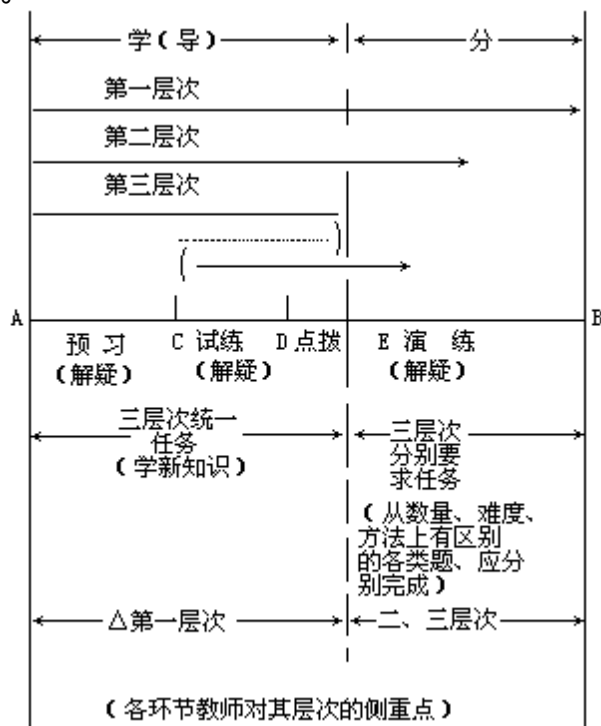 学（导） 分
第一层次
第二层次
第三层次
A B
预 习 C 试练 D 点拨 E 演 练
（解疑） （解疑） （解疑）
三层次统一 三层次
任务 分别要
（学新知识） 求任务
（从数量、难度、
方法上有区别
的各类题、应分
别完成）
△第一层次 二、三层次
（各环节教师对其层次的侧重点）